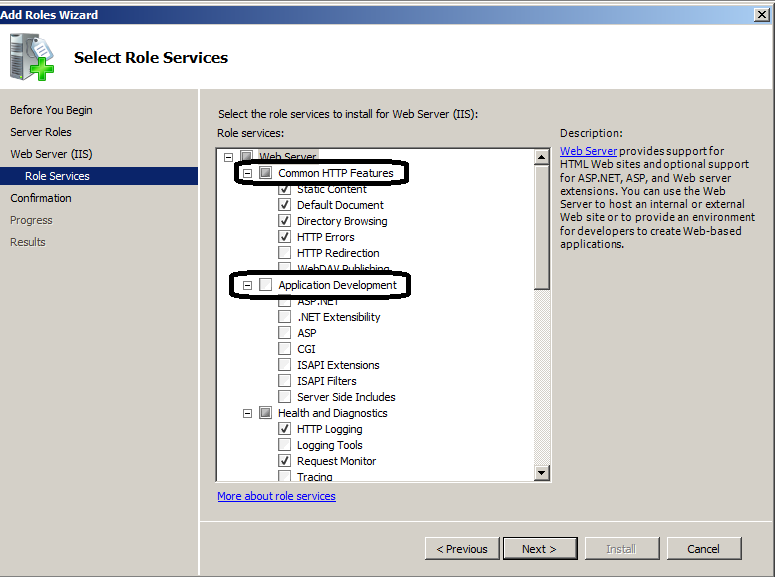 Add Roles Wizard
Select Role Services
Before You Begin
Server Roles
Web Server (IIS)
Role Services
Confirmation
Progress
Results
Select the role services to install for Web Server (IIS):
Role services:
Web Server
Common HTTP Features
Static Content
Default Document
Directory Browsing
HTTP Errors
HTTP Redirection
WebDAV Publishing
Application Development
ASP.NET
.NET Extensibility
ASP
CGI
ISAPI Extensions
ISAPI Filters
Server Side Includes
Health and Diagnostics
HTTP Logging
Logging Tools
Request Monitor
Tracing
More about role services
Description:
Web Server provides support for
HTML Web sites and optional support
for ASP.NET, ASP, and Web server
extensions. You can use the Web
Server to host an internal or external
Web site or to provide an environment
for developers to create Web-based
applications.
< Previous
Next >
Install
Cancel